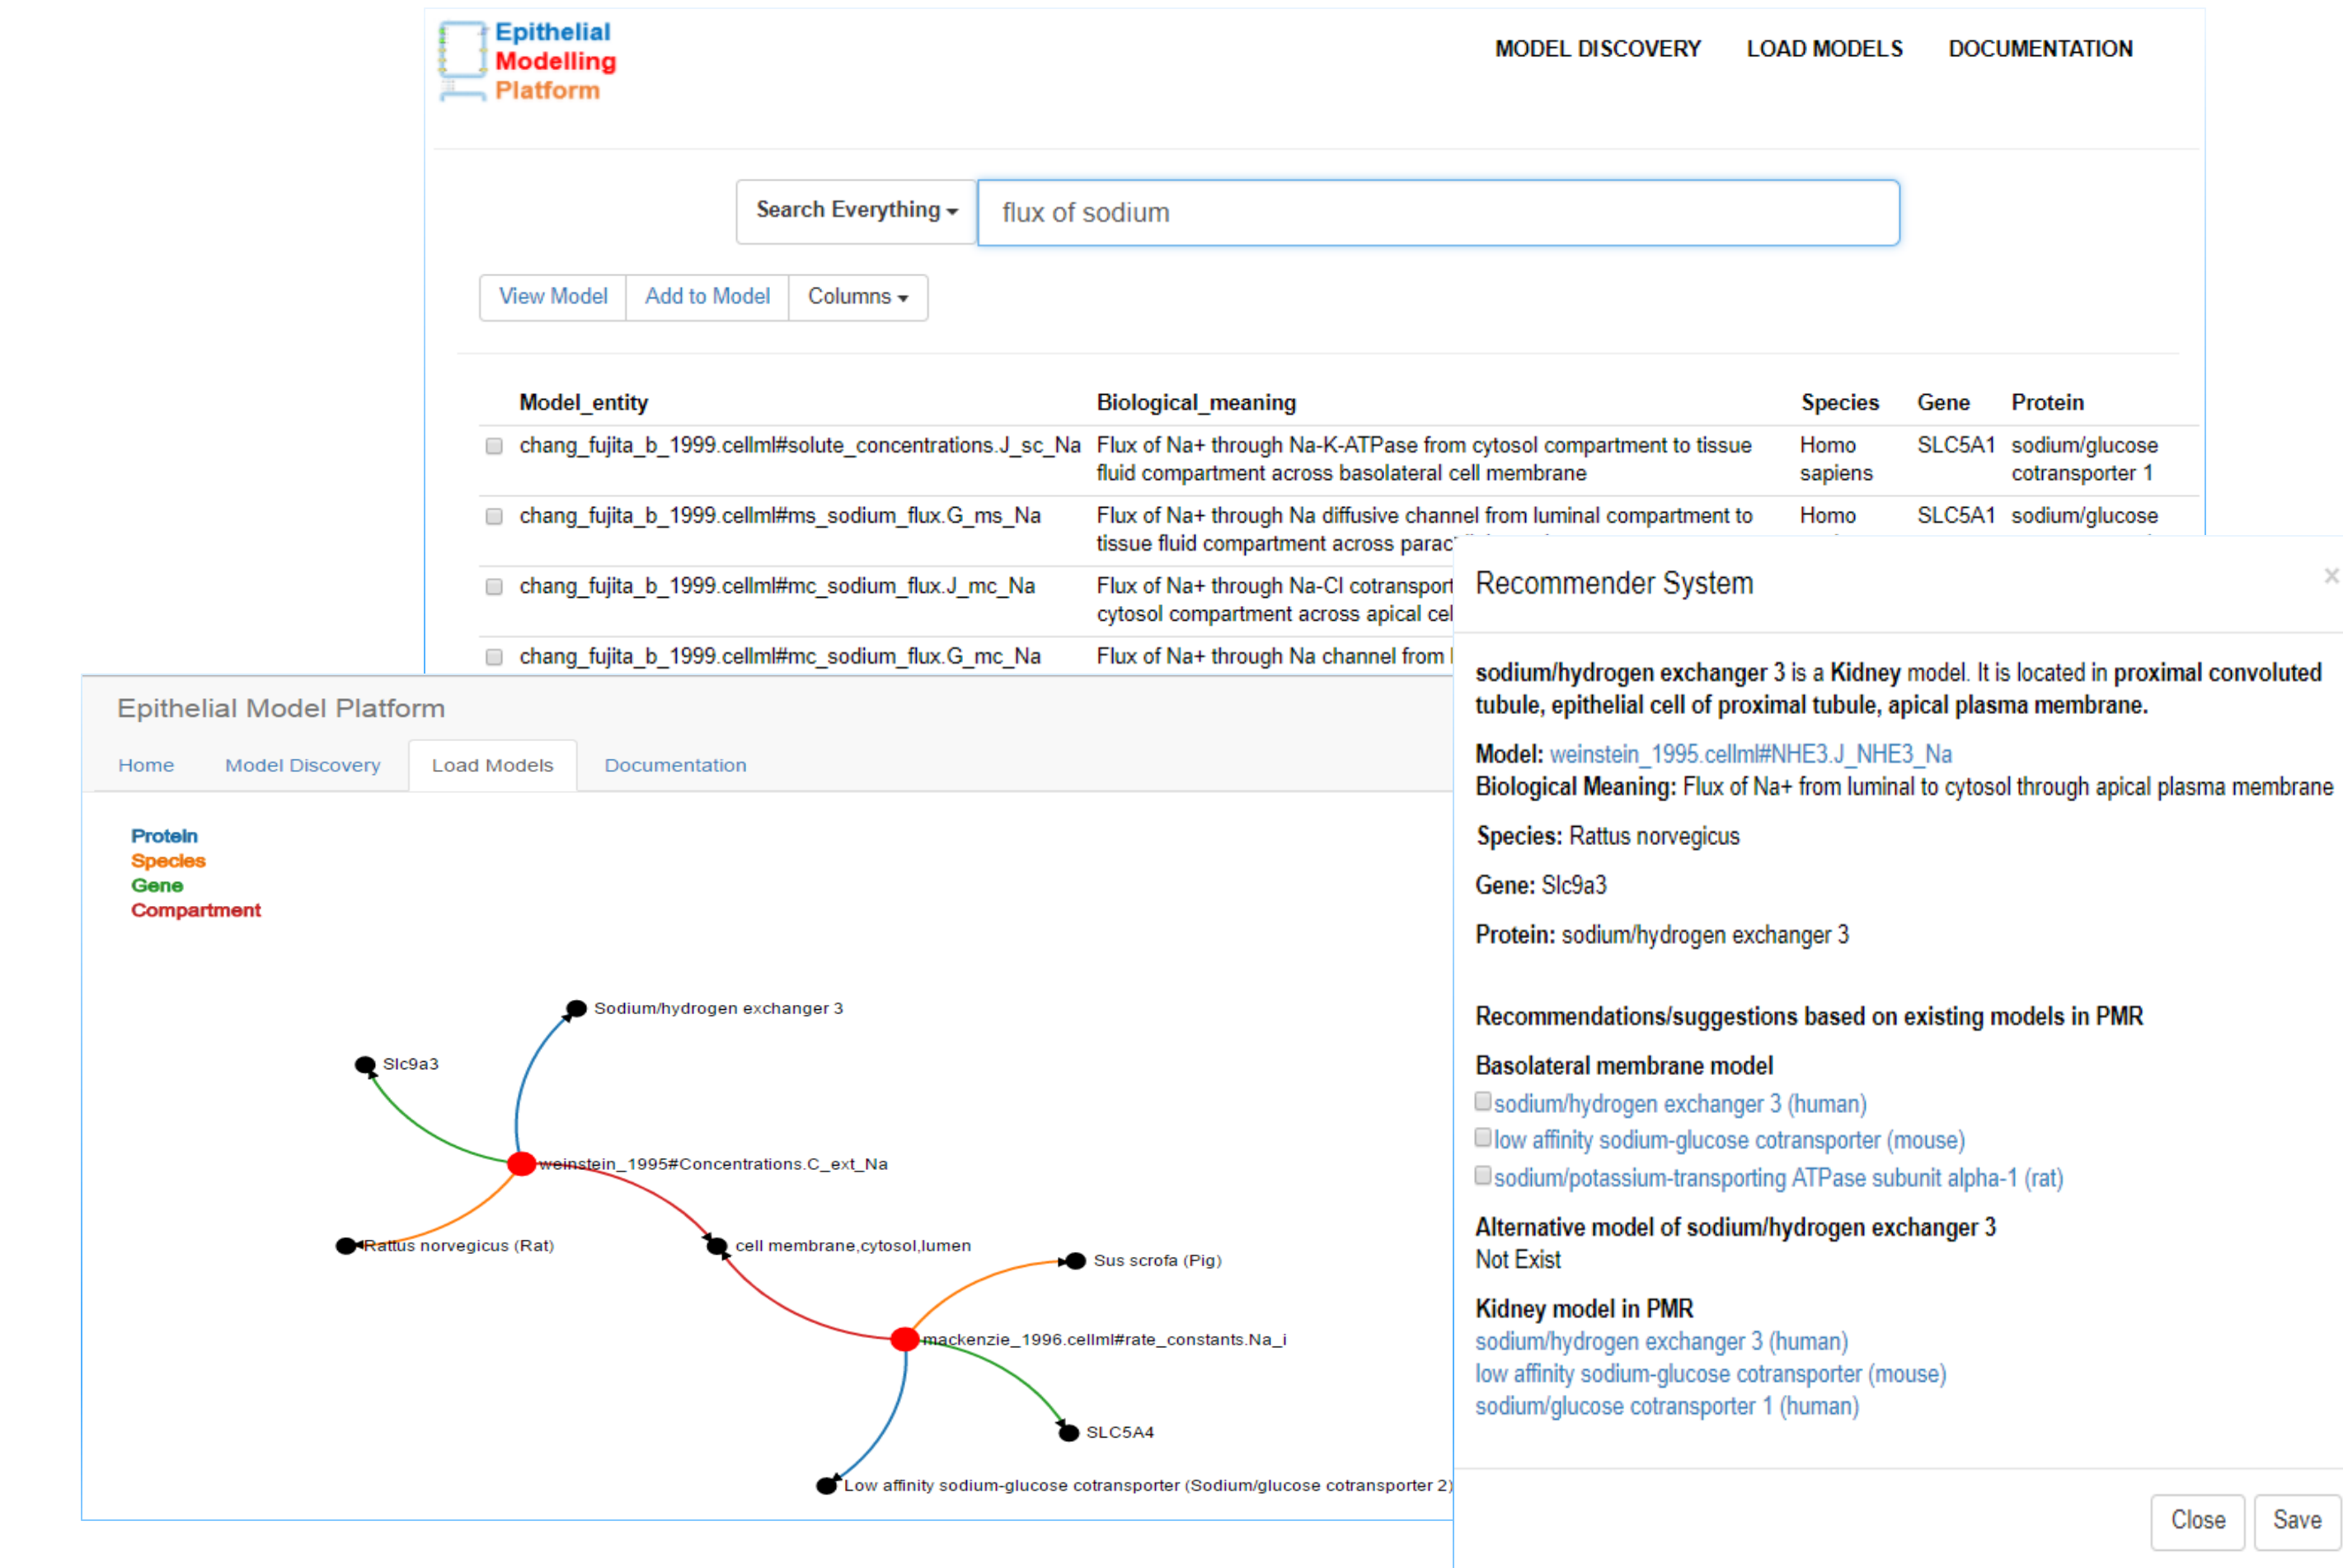 Epithelial
Modelling
Platform
MODEL DISCOVERY LOAD MODELS DOCUMENTATION
Search Everything flux of sodium
View Model Add to Model Columns
Model_entity Biological_meaning Species Gene Protein
chang_fujita_b_1999.cellml#solute_concentrations.J_sc_Na Flux of Na+ through Na-K-ATPase from cytosol compartment to tissue Homo SLC5A1 sodium/glucose
fluid compartment across basolateral cell membrane sapiens cotransporter 1
chang_fujita_b_1999.cellml#ms_sodium_flux.G_ms_Na Flux of Na+ through Na diffusive channel from luminal compartment to Homo SLC5A1 sodium/glucose
tissue fluid compartment across
chang_fujita_b_1999.cellml#mc_sodium_flux.J_mc_Na Flux of Na+ through Na-Cl cotransport
cytosol compartment across apical cel
chang_fujita_b_1999.cellml#mc_sodium_flux.G_mc_Na Flux of Na+ through Na channel from
Epithelial Model Platform
Home Model Discovery Load Models Documentation
Protein
Species
Gene
Compartment
Sodium/hydrogen exchanger 3
Slc9a3
weinstein_1995#Concentrations.C_ext_Na
Rattus norvegicus (Rat)
cell membrane,cytosol,lumen
Sus scrofa (Pig)
mackenzie_1996.cellml#rate_constants.Na_i
SLC5A4
Low affinity sodium-glucose cotransporter (Sodium/glucose cotransporter 2)
Recommender System ×
sodium/hydrogen exchanger 3 is a Kidney model. It is located in proximal convoluted
tubule, epithelial cell of proximal tubule, apical plasma membrane.
Model: weinstein_1995.cellml#NHE3.J_NHE3_Na
Biological Meaning: Flux of Na+ from luminal to cytosol through apical plasma membrane
Species: Rattus norvegicus
Gene: Slc9a3
Protein: sodium/hydrogen exchanger 3
Recommendations/suggestions based on existing models in PMR
Basolateral membrane model
sodium/hydrogen exchanger 3 (human)
low affinity sodium-glucose cotransporter (mouse)
sodium/potassium-transporting ATPase subunit alpha-1 (rat)
Alternative model of sodium/hydrogen exchanger 3
Not Exist
Kidney model in PMR
sodium/hydrogen exchanger 3 (human)
low affinity sodium-glucose cotransporter (mouse)
sodium/glucose cotransporter 1 (human)
Close Save